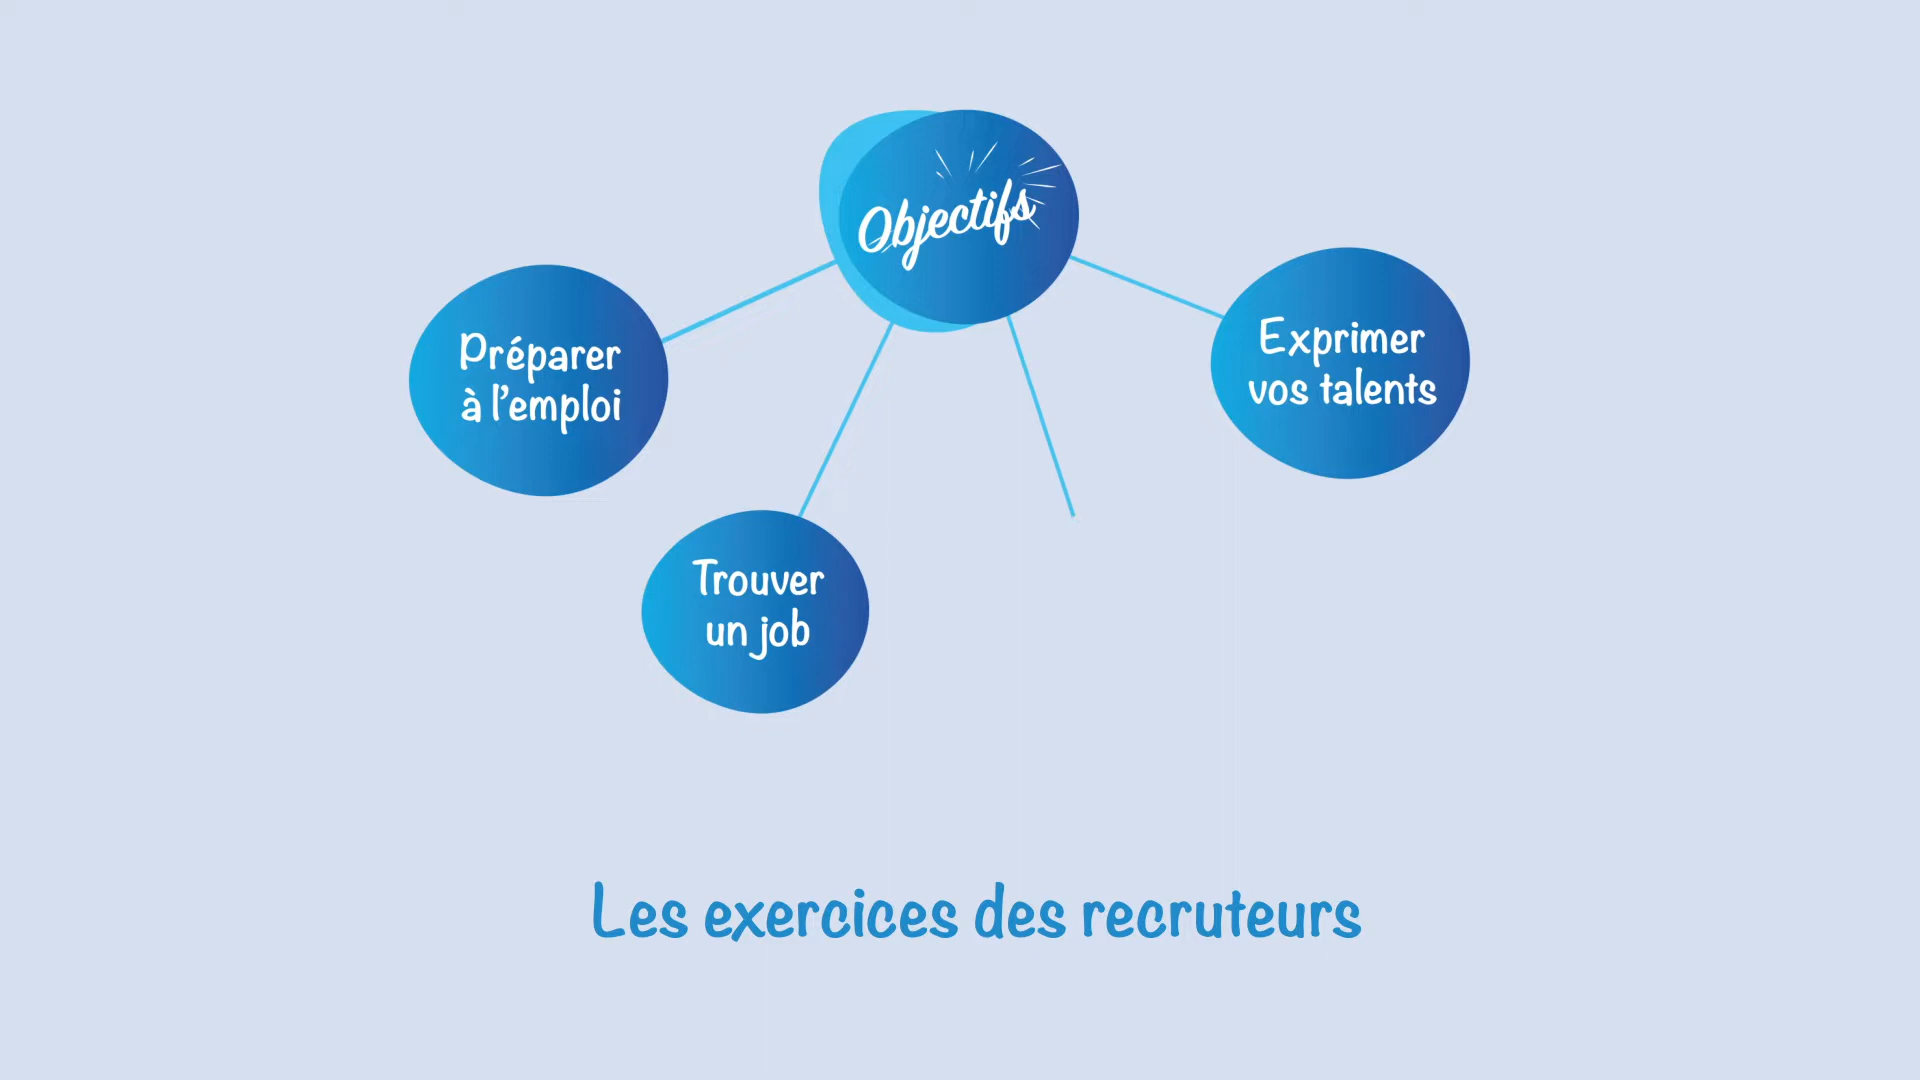 Objectifs
Préparer
à l'emploi
Exprimer
vos talents
Trouver
un job
Les exercices des recruteurs